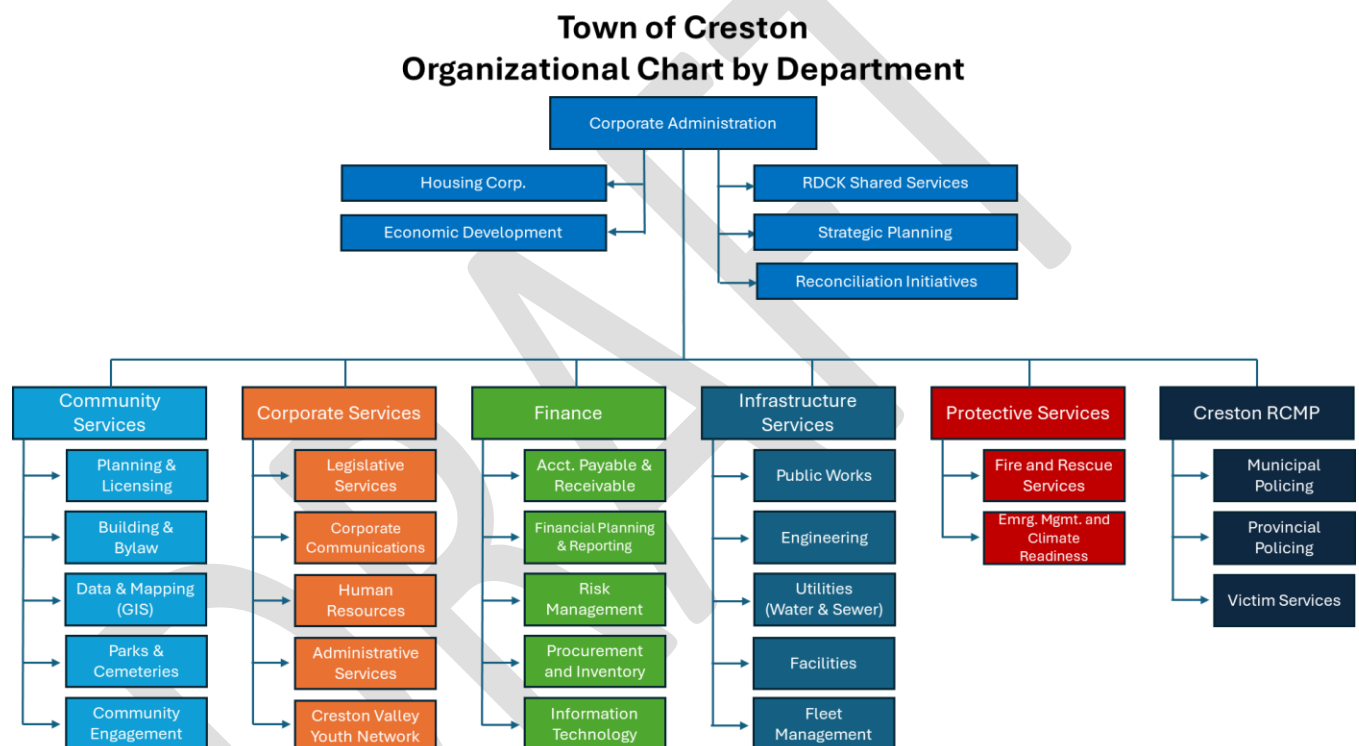 Town of Creston
Organizational Chart by Department
Corporate Administration
Housing Corp.
RDCK Shared Services
Economic Development
Strategic Planning
Reconciliation Initiatives
Community
Services
Planning &
Licensing
Building &
Bylaw
Data & Mapping
(GIS)
Parks &
Cemeteries
Community
Engagement
Corporate Services
Legislative
Services
Corporate
Communications
Human
Resources
Administrative
Services
Creston Valley
Youth Network
Finance
Acct. Payable &
Receivable
Financial Planning
& Reporting
Risk
Management
Procurement
and Inventory
Information
Technology
Infrastructure
Services
Public Works
Engineering
Utilities
(Water & Sewer)
Facilities
Fleet
Management
Protective Services
Fire and Rescue
Services
Emrg. Mgmt. and
Climate
Readiness
Creston RCMP
Municipal
Policing
Provincial
Policing
Victim Services
DRAFT